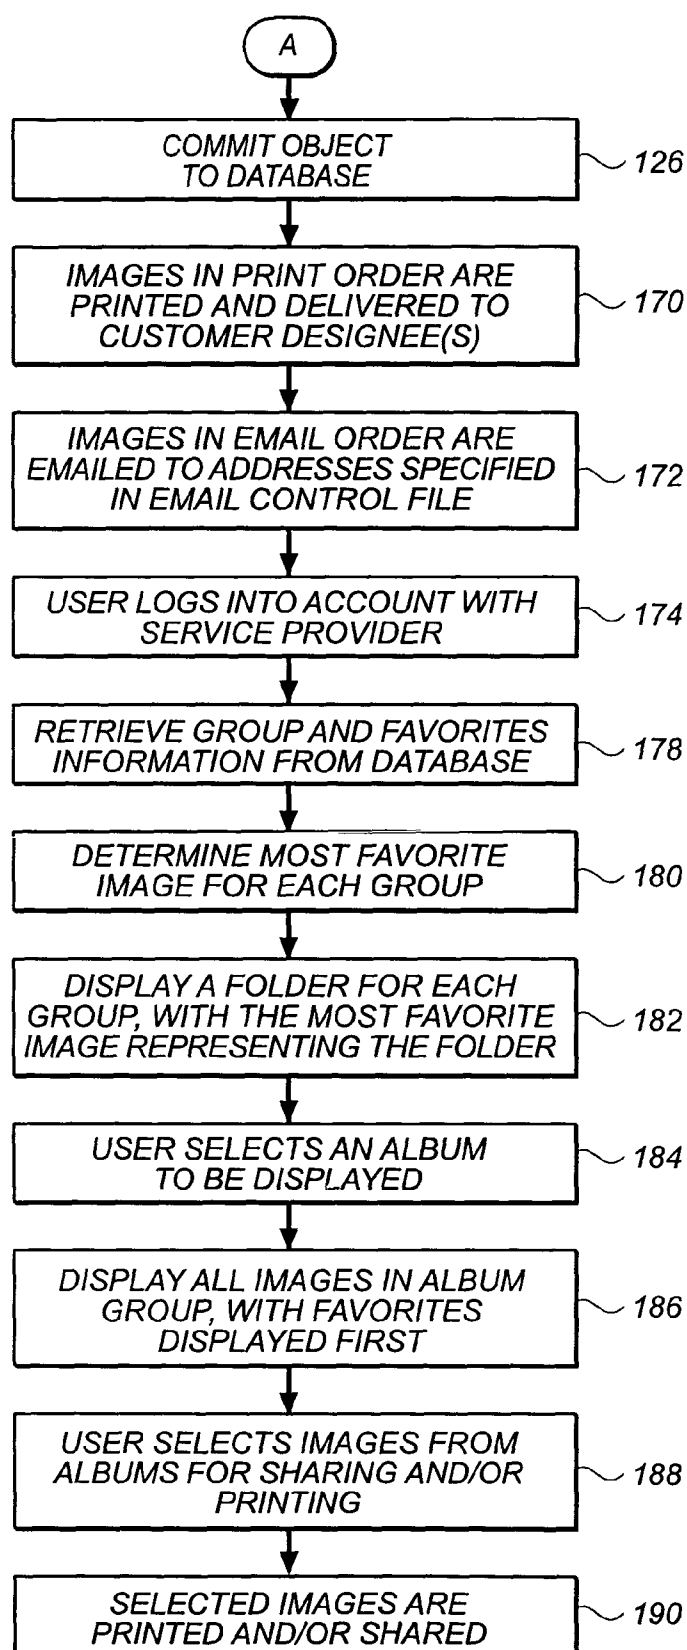 A
COMMIT OBJECT
TO DATABASE
126
IMAGES IN PRINT ORDER ARE
PRINTED AND DELIVERED TO
CUSTOMER DESIGNEE(S)
170
IMAGES IN EMAIL ORDER ARE
EMAILED TO ADDRESSES SPECIFIED
IN EMAIL CONTROL FILE
172
USER LOGS INTO ACCOUNT WITH
SERVICE PROVIDER
174
RETRIEVE GROUP AND FAVORITES
INFORMATION FROM DATABASE
178
DETERMINE MOST FAVORITE
IMAGE FOR EACH GROUP
180
DISPLAY A FOLDER FOR EACH
GROUP, WITH THE MOST FAVORITE
IMAGE REPRESENTING THE FOLDER
182
USER SELECTS AN ALBUM
TO BE DISPLAYED
184
DISPLAY ALL IMAGES IN ALBUM
GROUP, WITH FAVORITES
DISPLAYED FIRST
186
USER SELECTS IMAGES FROM
ALBUMS FOR SHARING AND/OR
PRINTING
188
SELECTED IMAGES ARE
PRINTED AND/OR SHARED
190